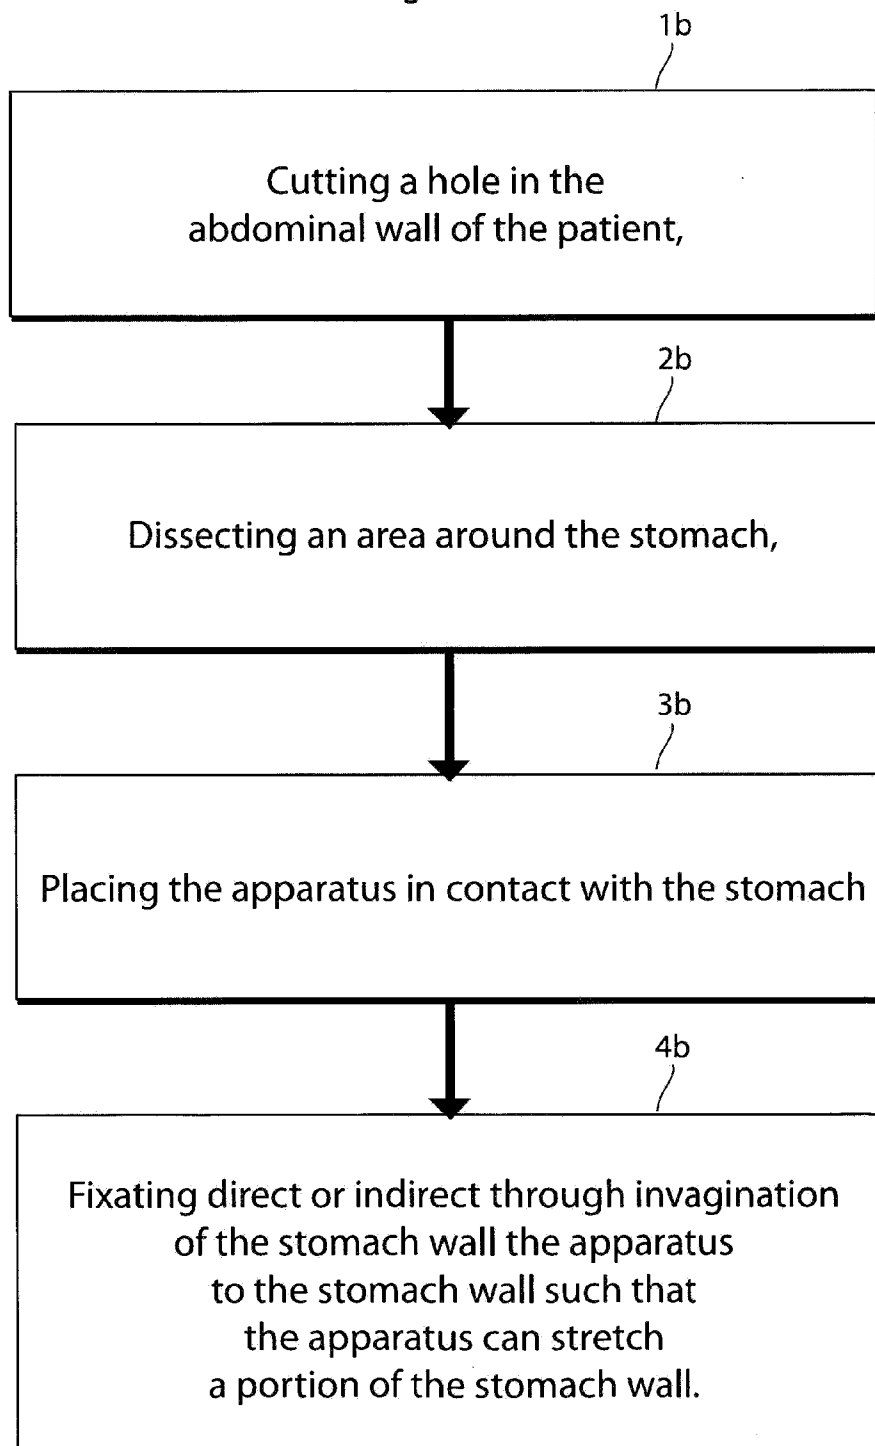 1b
Cutting a hole in the
abdominal wall of the patient,
2b
Dissecting an area around the stomach,
3b
Placing the apparatus in contact with the stomach
4b
Fixating direct or indirect through invagination
of the stomach wall the apparatus
to the stomach wall such that
the apparatus can stretch
a portion of the stomach wall.